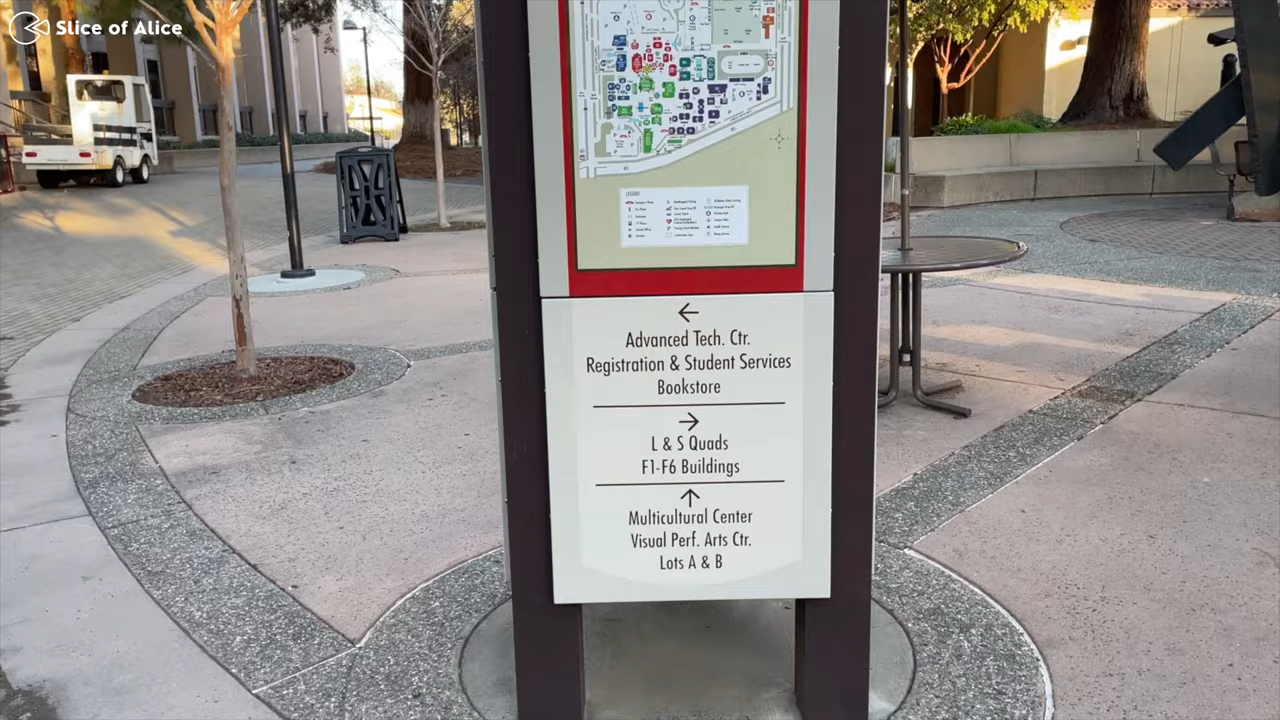 Slice of Alice
LEGEND
←
Advanced Tech. Ctr.
Registration & Student Services
Bookstore
→
L & S Quads
F1-F6 Buildings
↑
Multicultural Center
Visual Perf. Arts Ctr.
Lots A & B